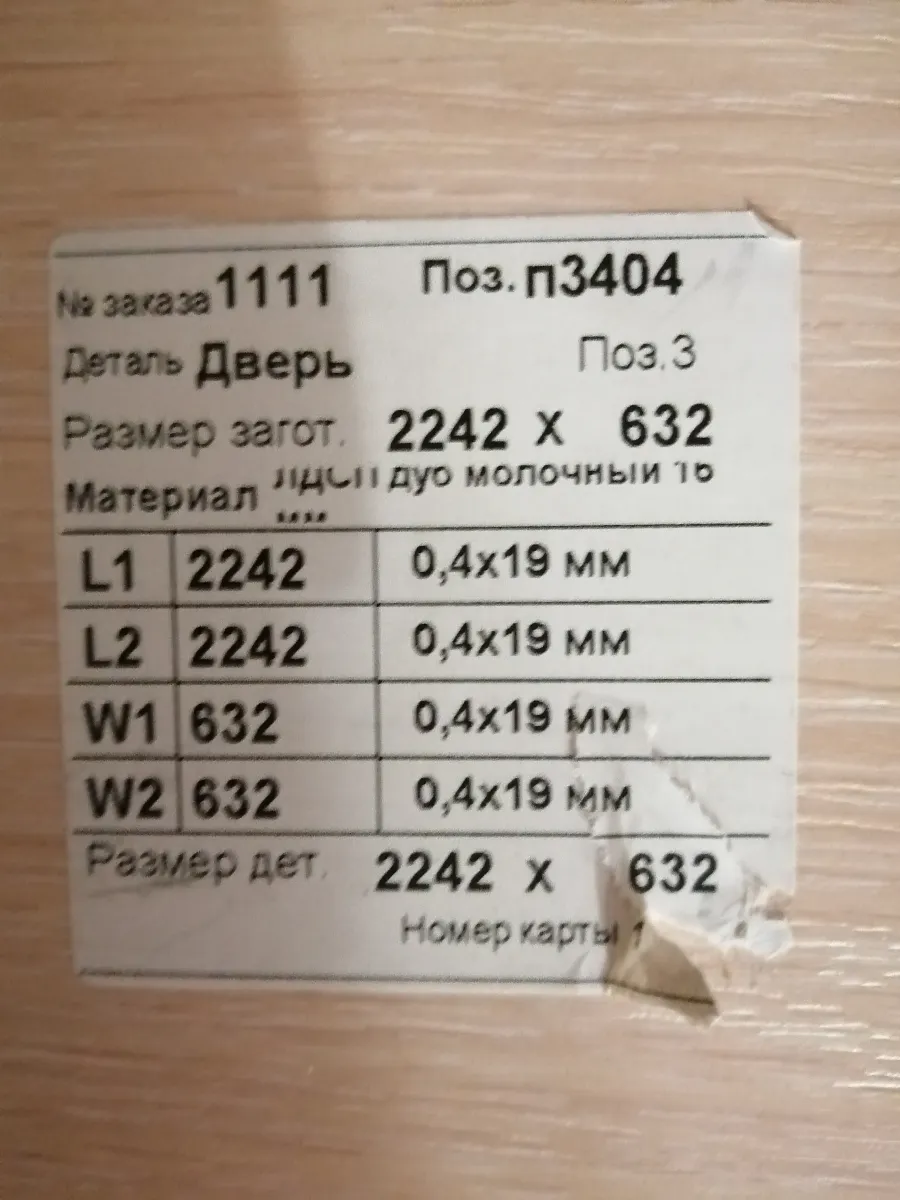 № заказа 1111 Поз. п3404
Деталь Дверь Поз.3
Размер загот. 2242 X 632
Материал ЛДСП дуб молочный 16
мм
L1 2242 0,4x19 мм
L2 2242 0,4x19 мм
W1 632 0,4x19 мм
W2 632 0,4x19 мм
Размер дет. 2242 x 632
Номер карты